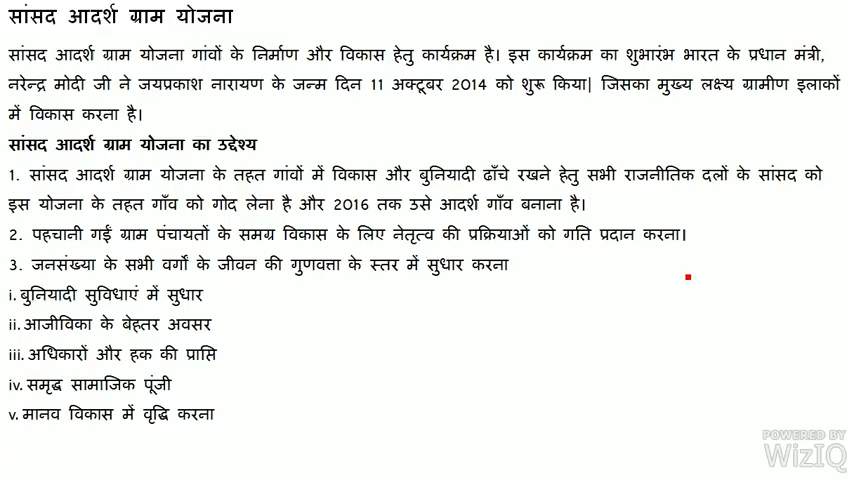 सांसद आदर्श ग्राम योजना
सांसद आदर्श ग्राम योजना गांवों के निर्माण और विकास हेतु कार्यक्रम है। इस कार्यक्रम का शुभारंभ भारत के प्रधान मंत्री,
नरेन्द्र मोदी जी ने जयप्रकाश नारायण के जन्म दिन 11 अक्टूबर 2014 को शुरू किया| जिसका मुख्य लक्ष्य ग्रामीण इलाकों
में विकास करना है।
सांसद आदर्श ग्राम योजना का उद्देश्य
1. सांसद आदर्श ग्राम योजना के तहत गांवों में विकास और बुनियादी ढाँचे रखने हेतु सभी राजनीतिक दलों के सांसद को
इस योजना के तहत गाँव को गोद लेना है और 2016 तक उसे आदर्श गाँव बनाना है।
2. पहचानी गईं ग्राम पंचायतों के समग्र विकास के लिए नेतृत्व की प्रक्रियाओं को गति प्रदान करना।
3. जनसंख्या के सभी वर्गों के जीवन की गुणवत्ता के स्तर में सुधार करना
i. बुनियादी सुविधाएं में सुधार
ii. आजीविका के बेहतर अवसर
iii. अधिकारों और हक की प्राप्ति
iv. समृद्ध सामाजिक पूंजी
v. मानव विकास में वृद्धि करना
POWERED BY
WizIQ